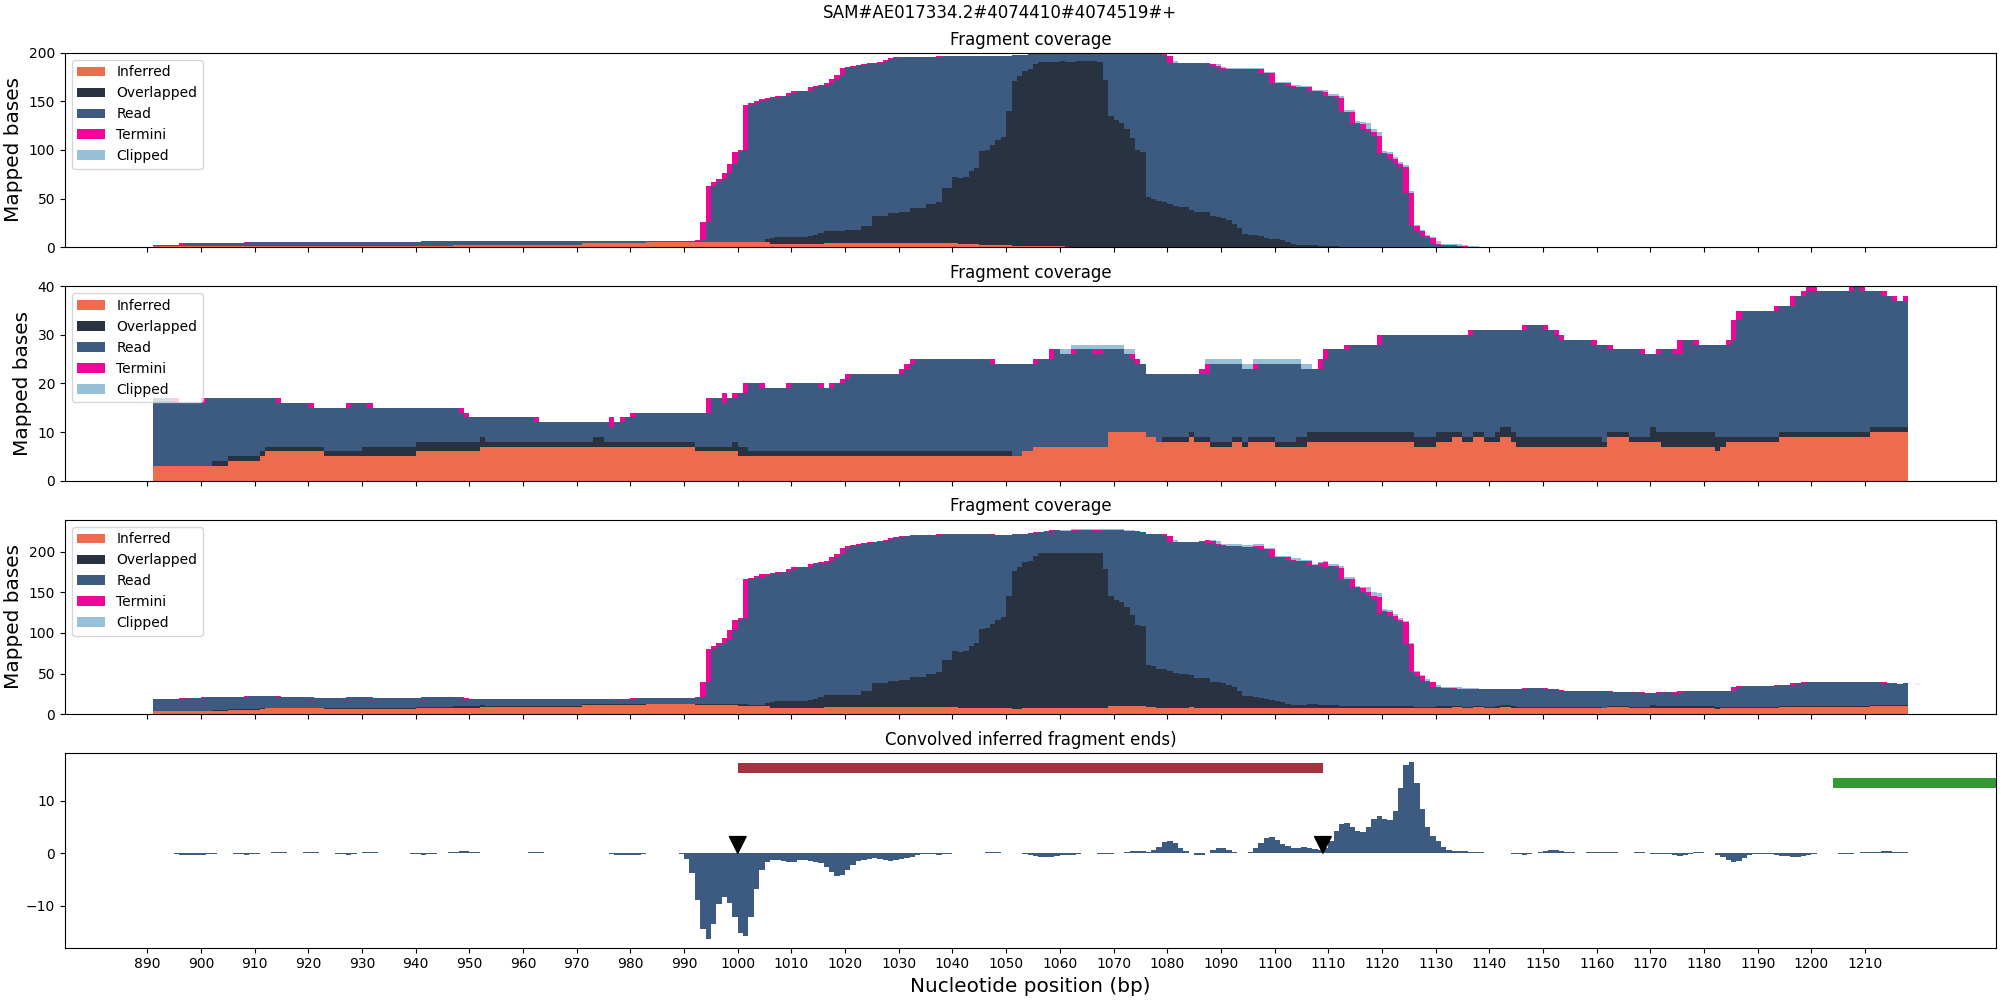 SAM#AE017334.2#4074410#4074519#+
Fragment coverage
Mapped bases
200
150
100
50
0
Inferred
Overlapped
Read
Termini
Clipped
Fragment coverage
Mapped bases
40
30
20
10
0
Inferred
Overlapped
Read
Termini
Clipped
Fragment coverage
Mapped bases
200
150
100
50
0
Inferred
Overlapped
Read
Termini
Clipped
Convolved inferred fragment ends)
10
0
−10
890 900 910 920 930 940 950 960 970 980 990 1000 1010 1020 1030 1040 1050 1060 1070 1080 1090 1100 1110 1120 1130 1140 1150 1160 1170 1180 1190 1200 1210
Nucleotide position (bp)